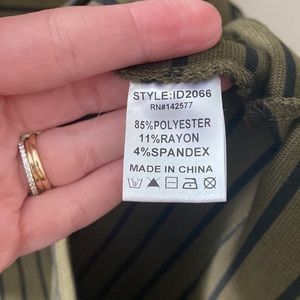 STYLE:ID2066
RN#142577
85%POLYESTER
11%RAYON
4%SPANDEX
MADE IN CHINA